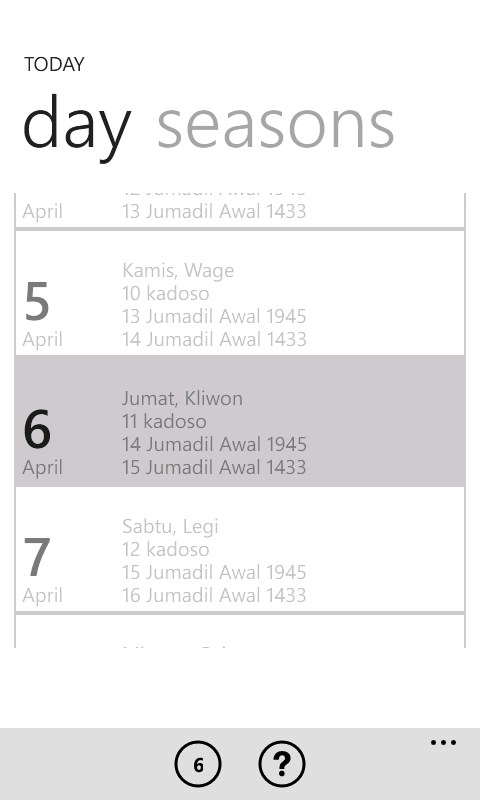 TODAY
day seasons
April
13 Jumadil Awal 1433
5
April
Kamis, Wage
10 kadoso
13 Jumadil Awal 1945
14 Jumadil Awal 1433
6
April
Jumat, Kliwon
11 kadoso
14 Jumadil Awal 1945
15 Jumadil Awal 1433
7
April
Sabtu, Legi
12 kadoso
15 Jumadil Awal 1945
16 Jumadil Awal 1433
6 ?